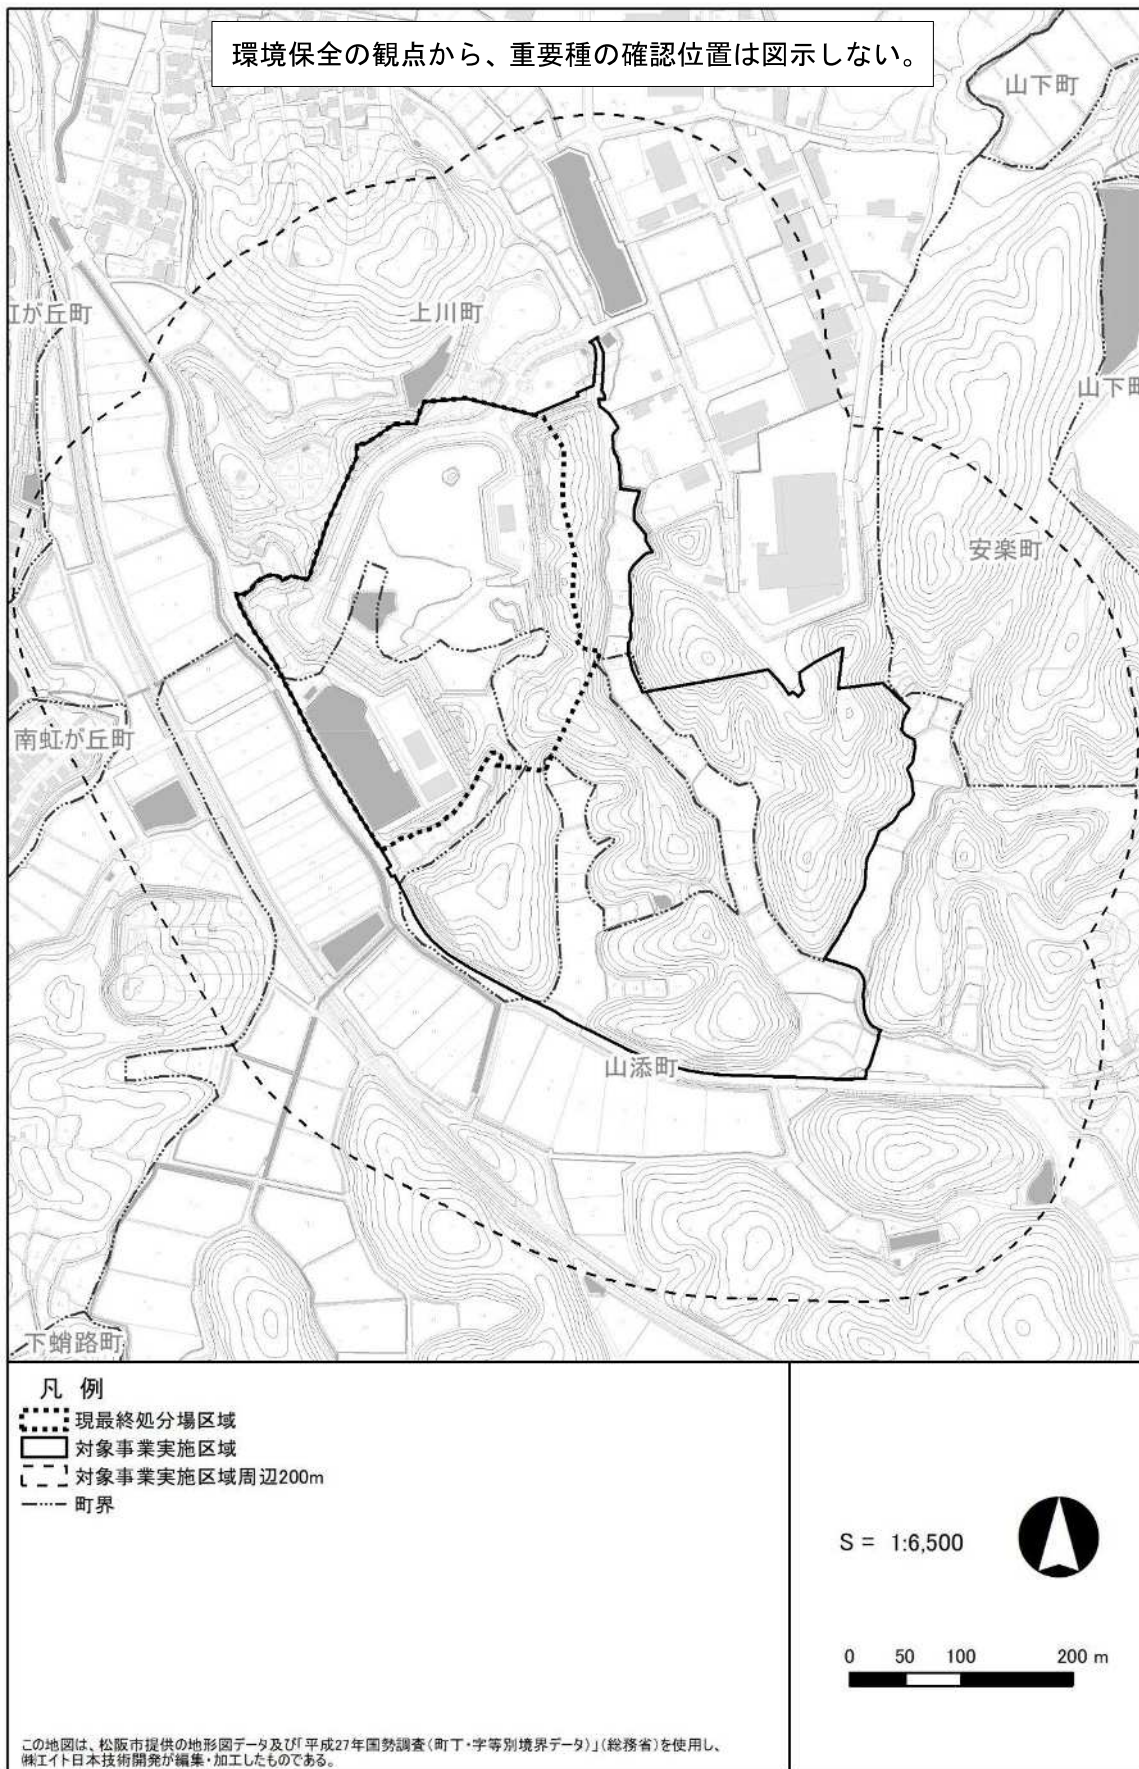 環境保全の観点から、重要種の確認位置は図示しない。
山下町
虹が丘町
上川町
山下町
安楽町
南虹が丘町
山添町
下蛸路町
凡 例
現最終処分場区域
対象事業実施区域
対象事業実施区域周辺200m
町界
S = 1:6,500
0 50 100 200 m
この地図は、松阪市提供の地形図データ及び「平成27年国勢調査(町丁・字等別境界データ)」(総務省)を使用し、
㈱エイト日本技術開発が編集・加工したものである。